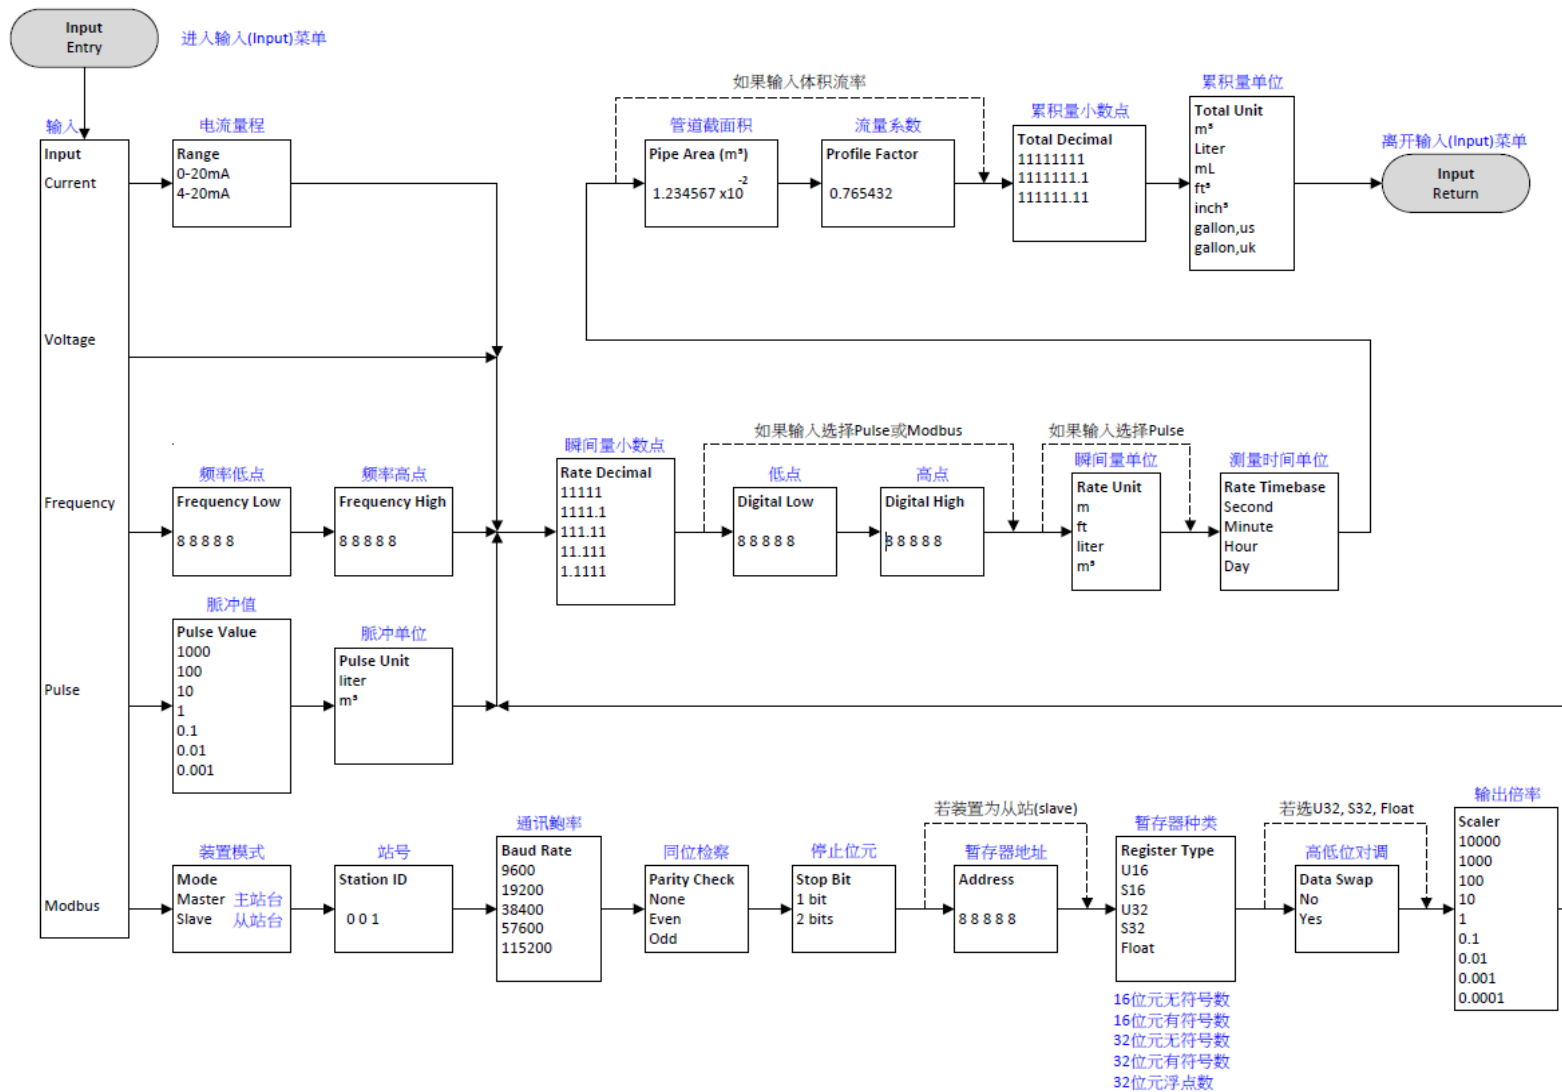 Input
Entry
进入输入(Input)菜单
输入
Input
Current
Voltage
Frequency
Pulse
Modbus
电流量程
Range
0-20mA
4-20mA
如果输入体积流率
管道截面积
Pipe Area (m³)
1.234567 x10⁻²
流量系数
Profile Factor
0.765432
累积量小数点
Total Decimal
11111111
1111111.1
111111.11
累积量单位
Total Unit
m³
Liter
mL
ft³
inch³
gallon,us
gallon,uk
离开输入(Input)菜单
Input
Return
频率低点
Frequency Low
8 8 8 8 8
频率高点
Frequency High
8 8 8 8 8
瞬间量小数点
Rate Decimal
11111
1111.1
111.11
11.111
1.1111
如果输入选择Pulse或Modbus
低点
Digital Low
8 8 8 8 8
高点
Digital High
8 8 8 8 8
如果输入选择Pulse
瞬间量单位
Rate Unit
m
ft
liter
m³
测量时间单位
Rate Timebase
Second
Minute
Hour
Day
脉冲值
Pulse Value
1000
100
10
1
0.1
0.01
0.001
脉冲单位
Pulse Unit
liter
m³
装置模式
Mode
Master 主站台
Slave 从站台
站号
Station ID
0 0 1
通讯鲍率
Baud Rate
9600
19200
38400
57600
115200
同位检察
Parity Check
None
Even
Odd
停止位元
Stop Bit
1 bit
2 bits
若装置为从站(slave)
暂存器地址
Address
8 8 8 8 8
暂存器种类
Register Type
U16
S16
U32
S32
Float
16位元无符号数
16位元有符号数
32位元无符号数
32位元有符号数
32位元浮点数
若选U32, S32, Float
高低位对调
Data Swap
No
Yes
输出倍率
Scaler
10000
1000
100
10
1
0.1
0.01
0.001
0.0001